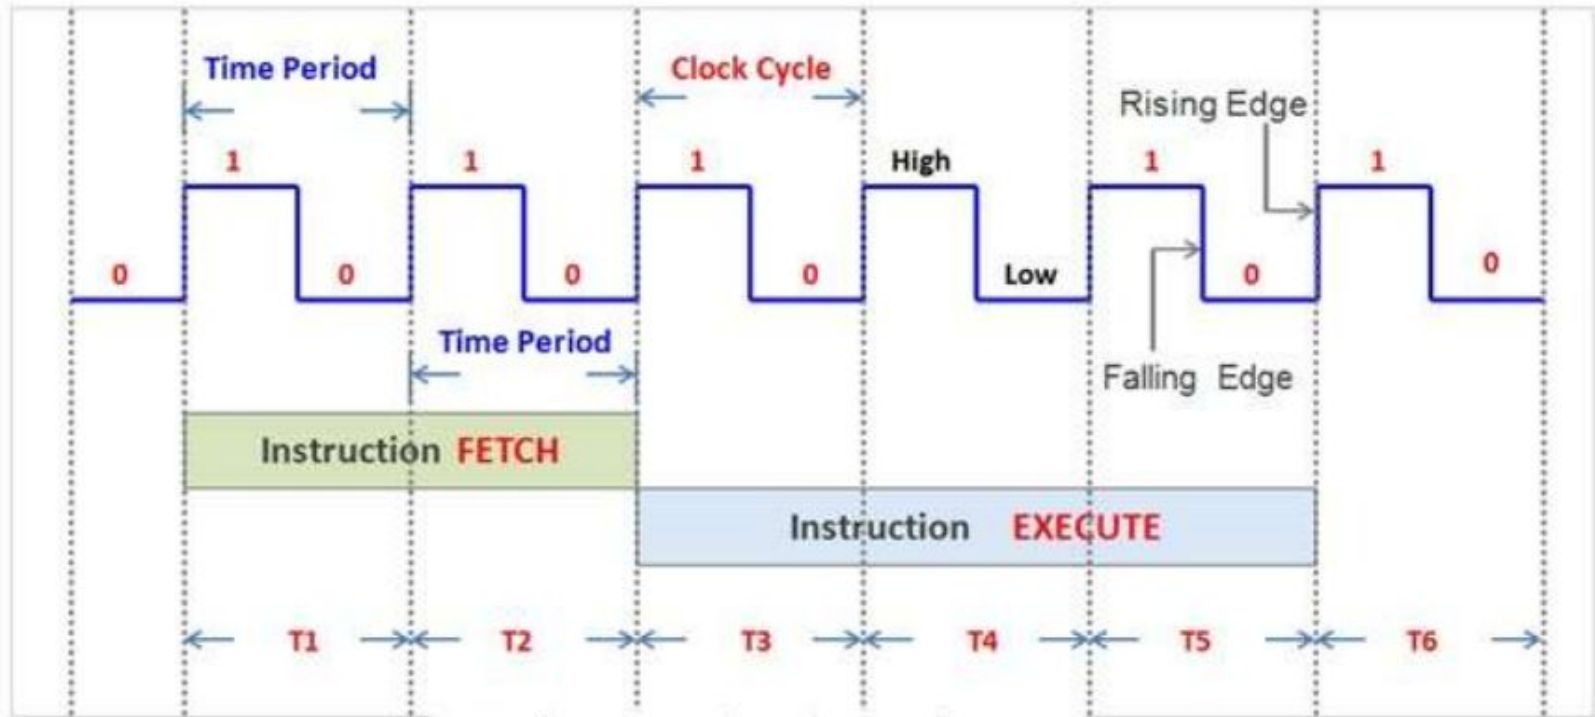 Time Period
Clock Cycle
Rising Edge
1
1
1
High
1
1
0
0
0
0
Low
0
0
Time Period
Falling Edge
Instruction FETCH
Instruction EXECUTE
T1
T2
T3
T4
T5
T6